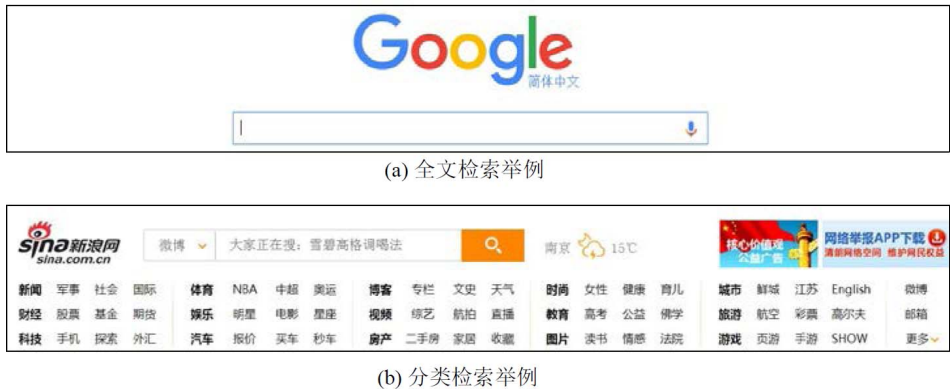 Google
简体中文
(a) 全文检索举例
sina新浪网
sina.com.cn
微博 大家正在搜：雪碧高格调喝法
南京 15℃
核心价值观
公益广告
网络举报APP下载
清朗网络空间 维护网民权益
新闻 军事 社会 国际 体育 NBA 中超 奥运 博客 专栏 文史 天气 时尚 女性 健康 育儿 城市 鲜城 江苏 English 微博
财经 股票 基金 期货 娱乐 明星 电影 星座 视频 综艺 航拍 直播 教育 高考 公益 佛学 旅游 航空 彩票 高尔夫 邮箱
科技 手机 探索 外汇 汽车 报价 买车 秒车 房产 二手房 家居 收藏 图片 读书 情感 法院 游戏 页游 手游 SHOW 更多
(b) 分类检索举例